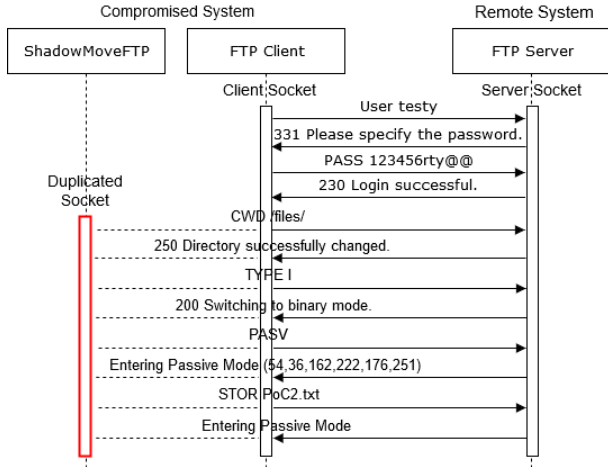 Compromised System
Remote System
ShadowMoveFTP
FTP Client
FTP Server
Client Socket
Server Socket
User testy
331 Please specify the password.
PASS 123456rty@@
230 Login successful.
Duplicated
Socket
CWD /files/
250 Directory successfully changed.
TYPE I
200 Switching to binary mode.
PASV
Entering Passive Mode (54,36,162,222,176,251)
STOR PoC2.txt
Entering Passive Mode